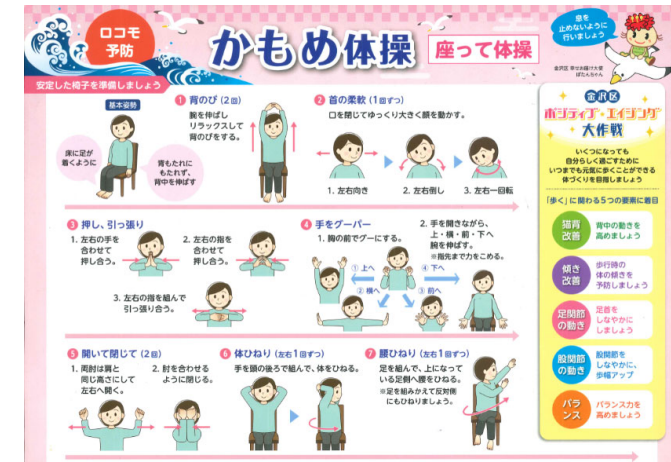 ロコモ
予防
かもめ体操
座って体操
息を
止めないように
行いましょう
金沢区 幸せお届け大使
ぼたんちゃん
安定した椅子を準備しましょう
基本姿勢
床に足が
着くように
背もたれに
もたれず、
背中を伸ばす
1 背のび (2回)
腕を伸ばし
リラックスして
背のびをする。
2 首の柔軟 (1回ずつ)
口を閉じてゆっくり大きく顔を動かす。
1. 左右向き
2. 左右倒し
3. 左右一回転
3 押し、引っ張り
1. 左右の手を
合わせて
押し合う。
2. 左右の指を
合わせて
押し合う。
3. 左右の指を組んで
引っ張り合う。
4 手をグーパー
1. 胸の前でグーにする。
2. 手を開きながら、
上・横・前・下へ
腕を伸ばす。
※指先まで力をこめる。
① 上へ
② 横へ
③ 前へ
④ 下へ
5 開いて閉じて (2回)
1. 両肘は肩と
同じ高さにして
左右へ開く。
2. 肘を合わせる
ように閉じる。
6 体ひねり (左右1回ずつ)
手を頭の後ろで組んで、体をひねる。
7 腰ひねり (左右1回ずつ)
足を組んで、上になって
いる足側へ腰をひねる。
※足を組みかえて反対側
にもひねりましょう。
金沢区
ポジティブ・エイジング
大作戦
いくつになっても
自分らしく過ごすために
いつまでも元気に歩くことができる
体づくりを目指しましょう
「歩く」に関わる5つの要素に着目
猫背
改善
背中の動きを
高めましょう
傾き
改善
歩行時の
体の傾きを
予防しましょう
足関節
の動き
足首を
しなやかに
しましょう
股関節
の動き
股関節を
しなやかに、
歩幅アップ
バラ
ンス
バランス力を
高めましょう